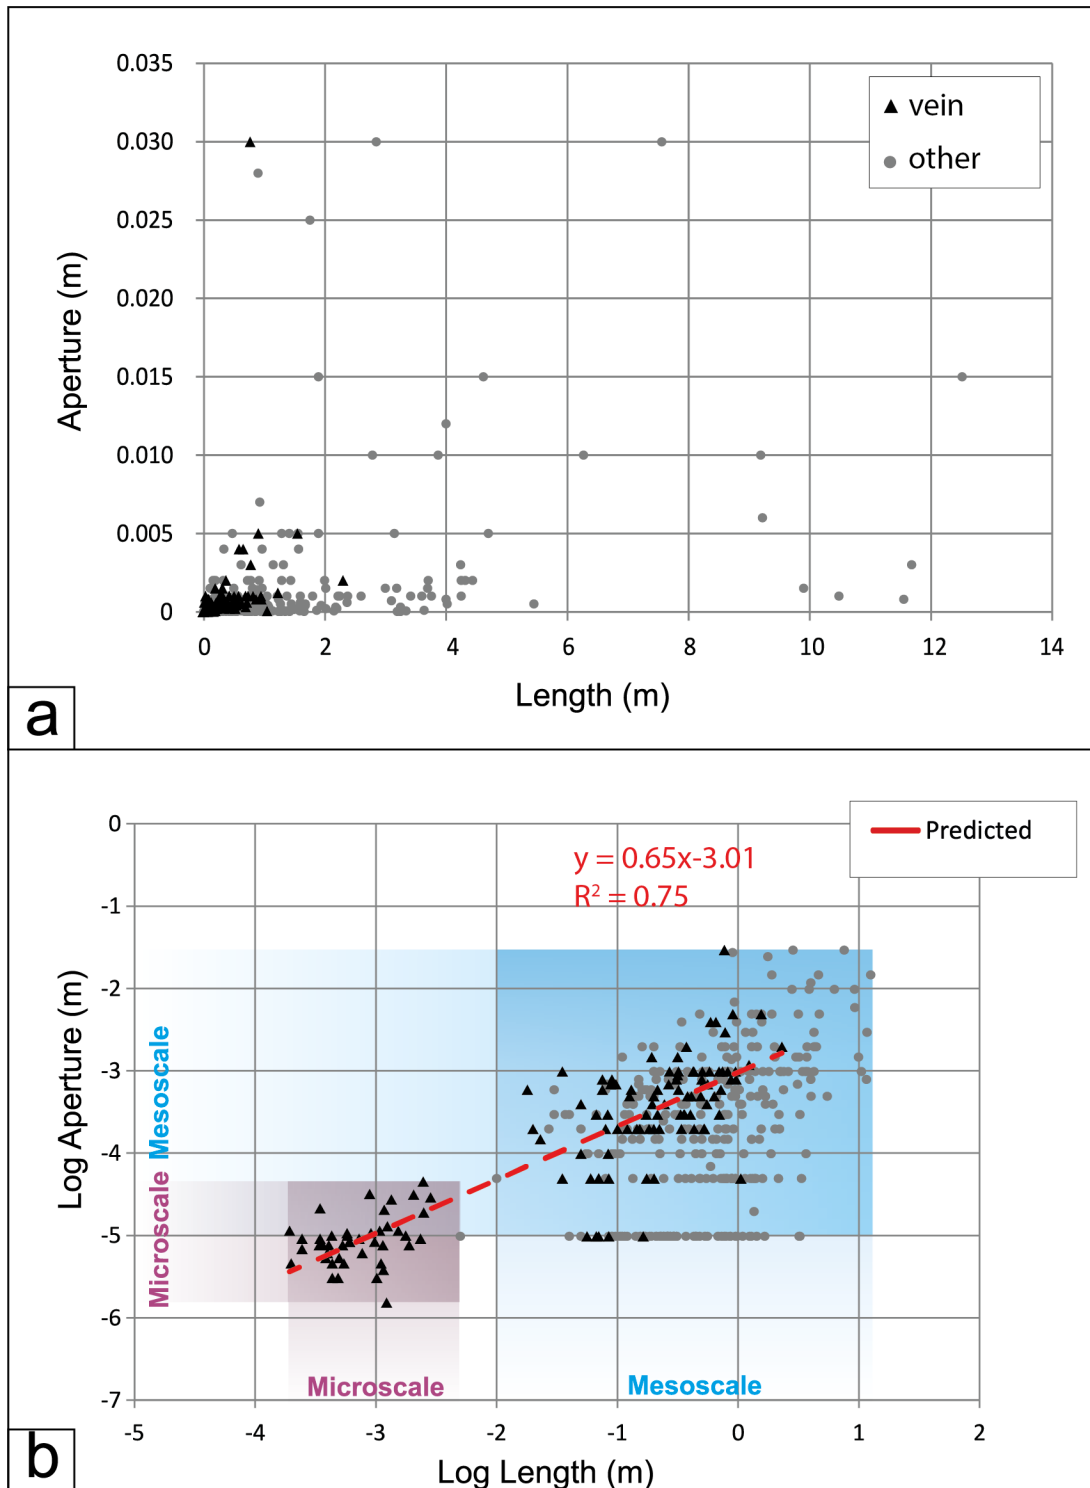 0.035
0.030
0.025
0.020
0.015
0.010
0.005
0
Aperture (m)
vein
other
0 2 4 6 8 10 12 14
Length (m)
a
0
-1
-2
-3
-4
-5
-6
-7
Log Aperture (m)
Mesoscale
Microscale
Predicted
y = 0.65x-3.01
R² = 0.75
Microscale
Mesoscale
-5 -4 -3 -2 -1 0 1 2
Log Length (m)
b